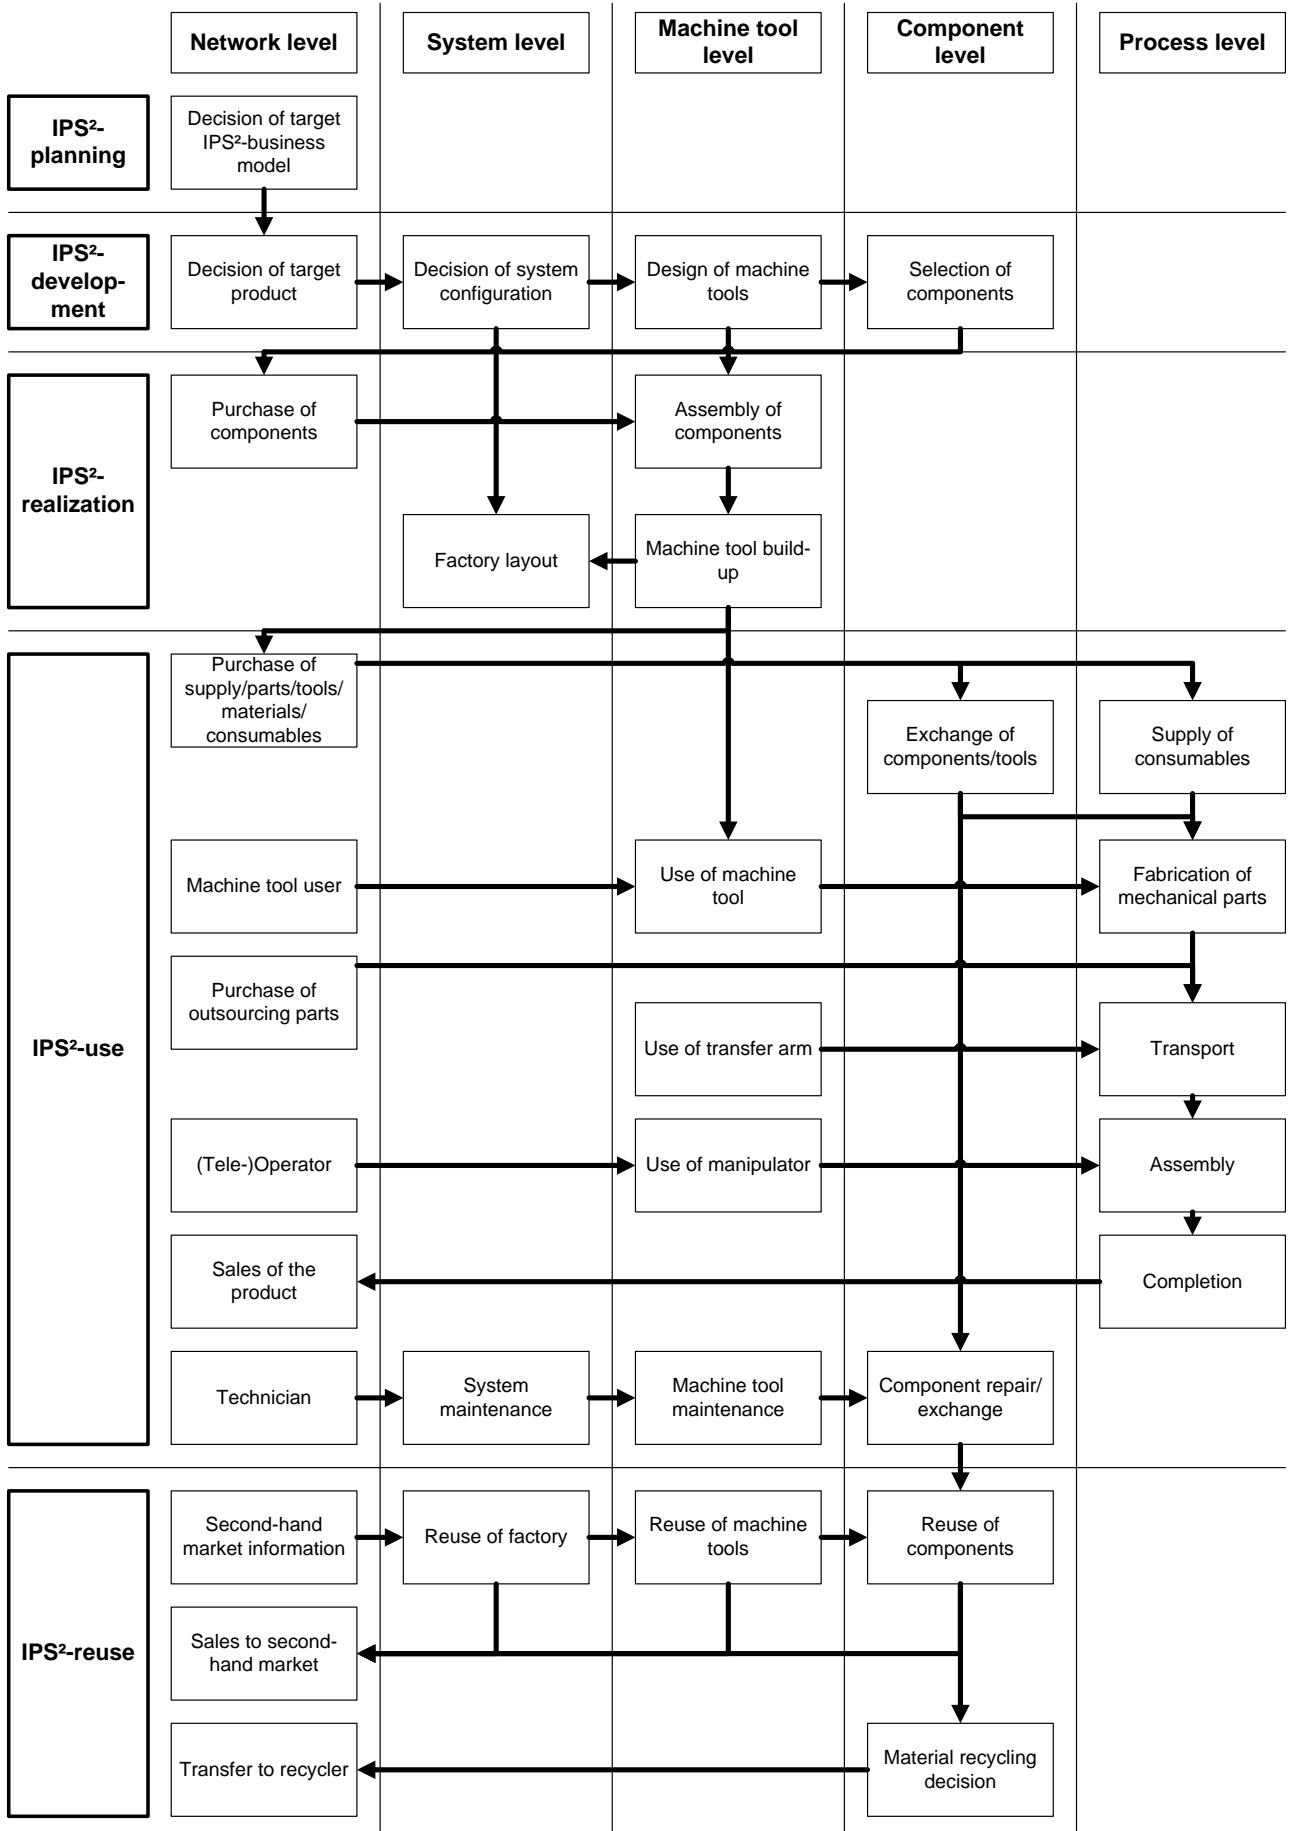 Network level
System level
Machine tool
level
Component
level
Process level
IPS²-
planning
Decision of target
IPS²-business
model
IPS²-
develop-
ment
Decision of target
product
Decision of system
configuration
Design of machine
tools
Selection of
components
IPS²-
realization
Purchase of
components
Assembly of
components
Factory layout
Machine tool build-
up
IPS²-use
Purchase of
supply/parts/tools/
materials/
consumables
Exchange of
components/tools
Supply of
consumables
Machine tool user
Use of machine
tool
Fabrication of
mechanical parts
Purchase of
outsourcing parts
Use of transfer arm
Transport
(Tele-)Operator
Use of manipulator
Assembly
Sales of the
product
Completion
Technician
System
maintenance
Machine tool
maintenance
Component repair/
exchange
IPS²-reuse
Second-hand
market information
Reuse of factory
Reuse of machine
tools
Reuse of
components
Sales to second-
hand market
Transfer to recycler
Material recycling
decision